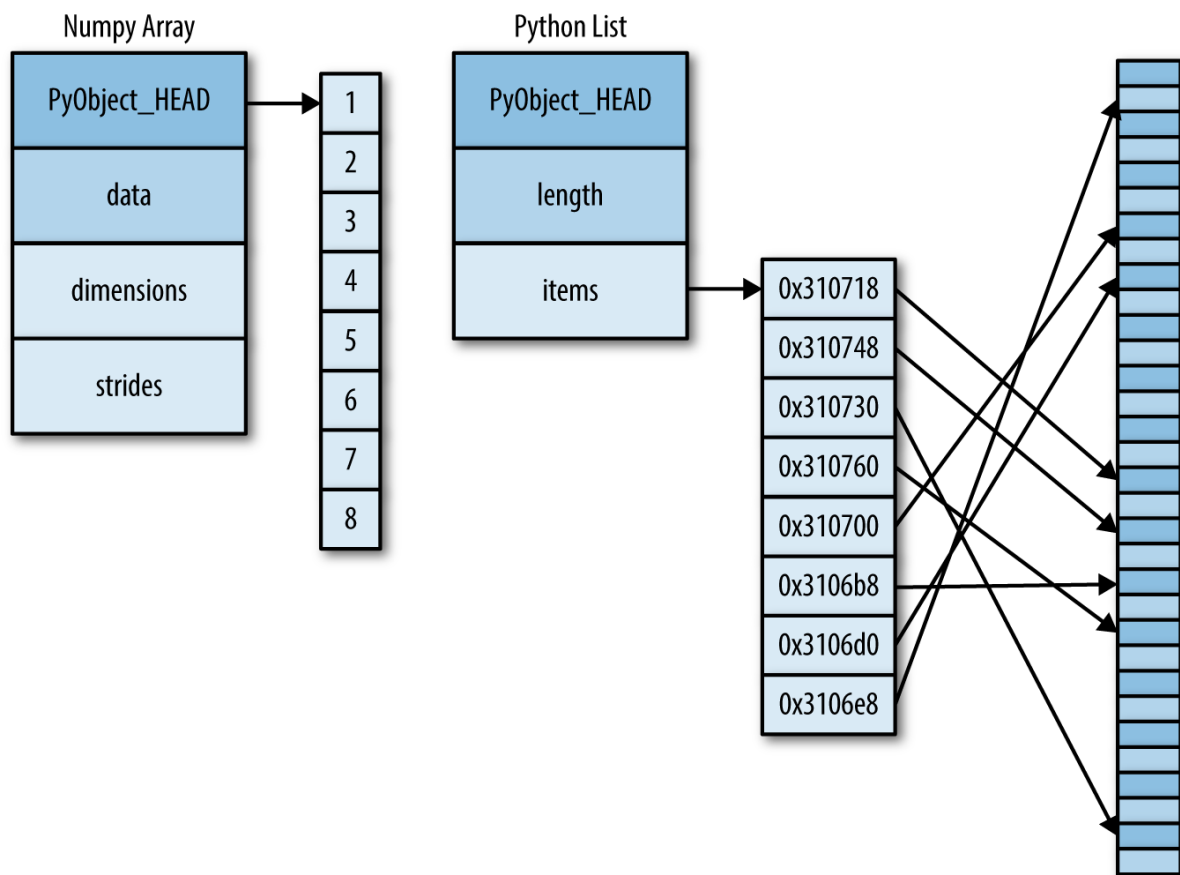 Numpy Array
PyObject_HEAD
data
dimensions
strides
1
2
3
4
5
6
7
8
Python List
PyObject_HEAD
length
items
0x310718
0x310748
0x310730
0x310760
0x310700
0x3106b8
0x3106d0
0x3106e8